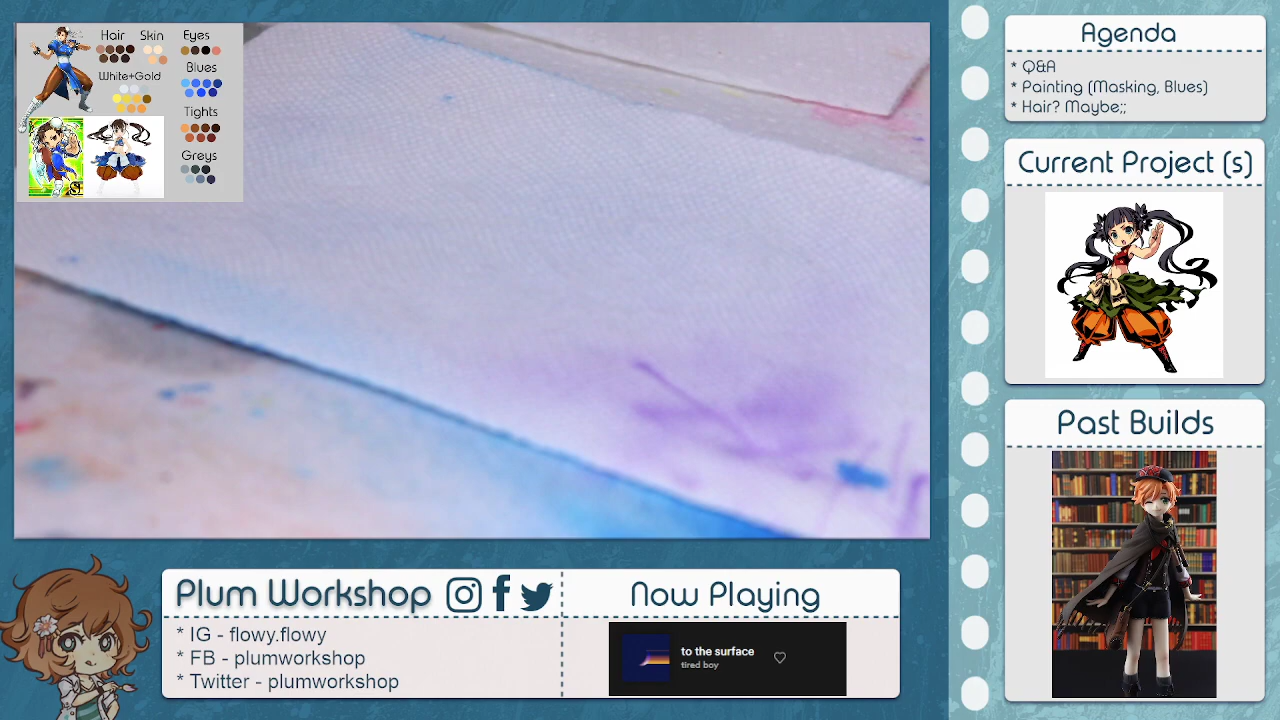 Hair Skin Eyes
Blues
White+Gold
Tights
Greys
Agenda
* Q&A
* Painting (Masking, Blues)
* Hair? Maybe;;
Current Project (s)
Past Builds
Plum Workshop
* IG - flowy.flowy
* FB - plumworkshop
* Twitter - plumworkshop
Now Playing
to the surface
tired boy